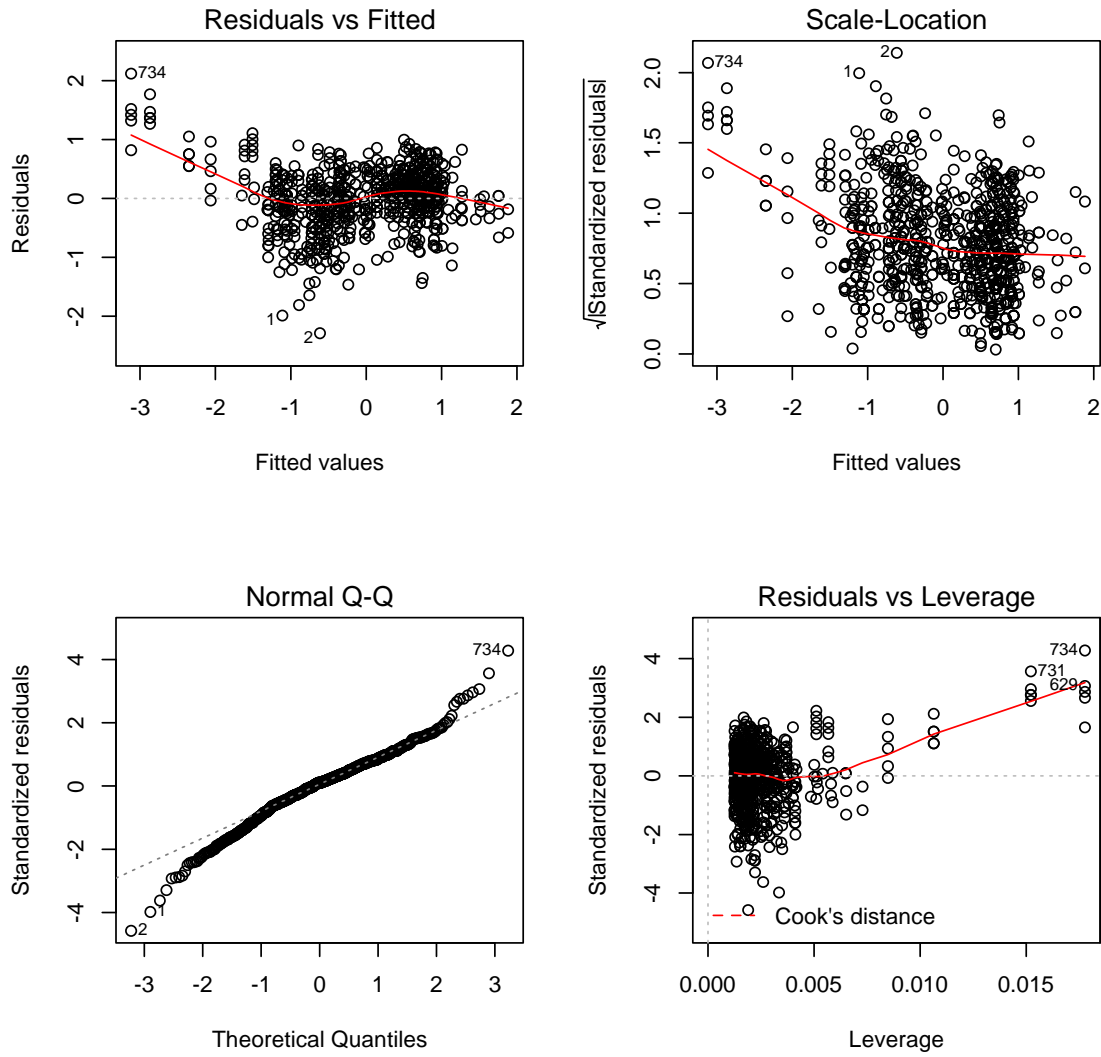 Residuals vs Fitted
Residuals
2
1
0
-1
-2
734
1
2
-3 -2 -1 0 1 2
Fitted values
Scale-Location
√|Standardized residuals|
2.0
1.5
1.0
0.5
0.0
734
1
2
-3 -2 -1 0 1 2
Fitted values
Normal Q-Q
Standardized residuals
4
2
0
-2
-4
734
1
2
-3 -2 -1 0 1 2 3
Theoretical Quantiles
Residuals vs Leverage
Standardized residuals
4
2
0
-2
-4
734
731
629
Cook's distance
0.000 0.005 0.010 0.015
Leverage